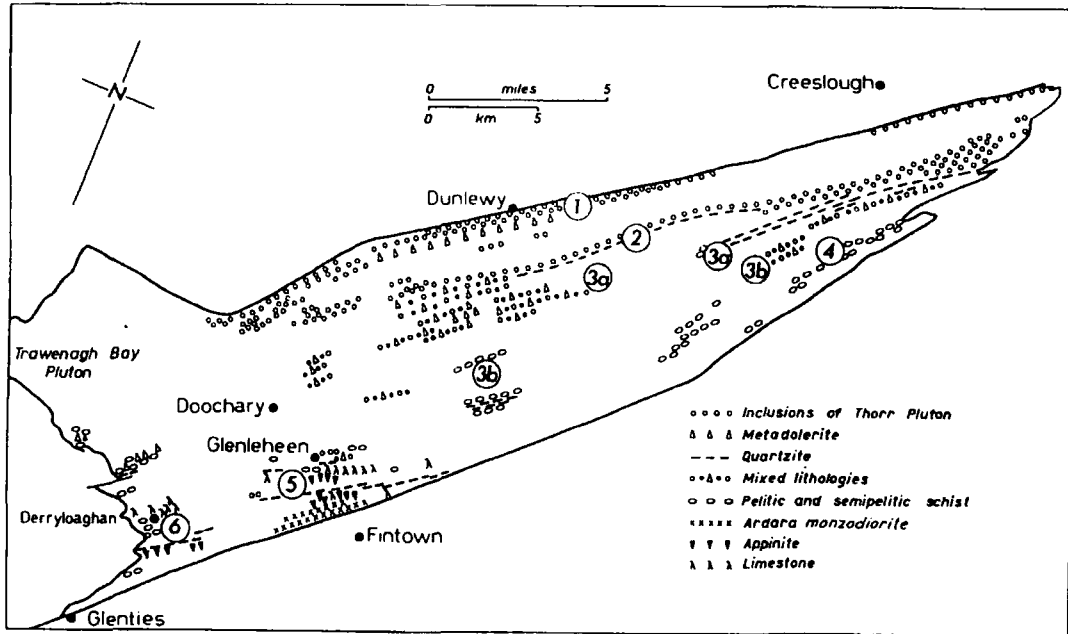 N
0 miles 5
0 km 5
Creeslough
Dunlewy
1
2
3a
3a
3b
4
Trawenagh Bay
Pluton
3b
Doochary
Glenleheen
5
Derryloaghan
6
Fintown
Glenties
Inclusions of Thorr Pluton
Metadolerite
Quartzite
Mixed lithologies
Pelitic and semipelitic schist
Ardara monzodiorite
Appinite
Limestone